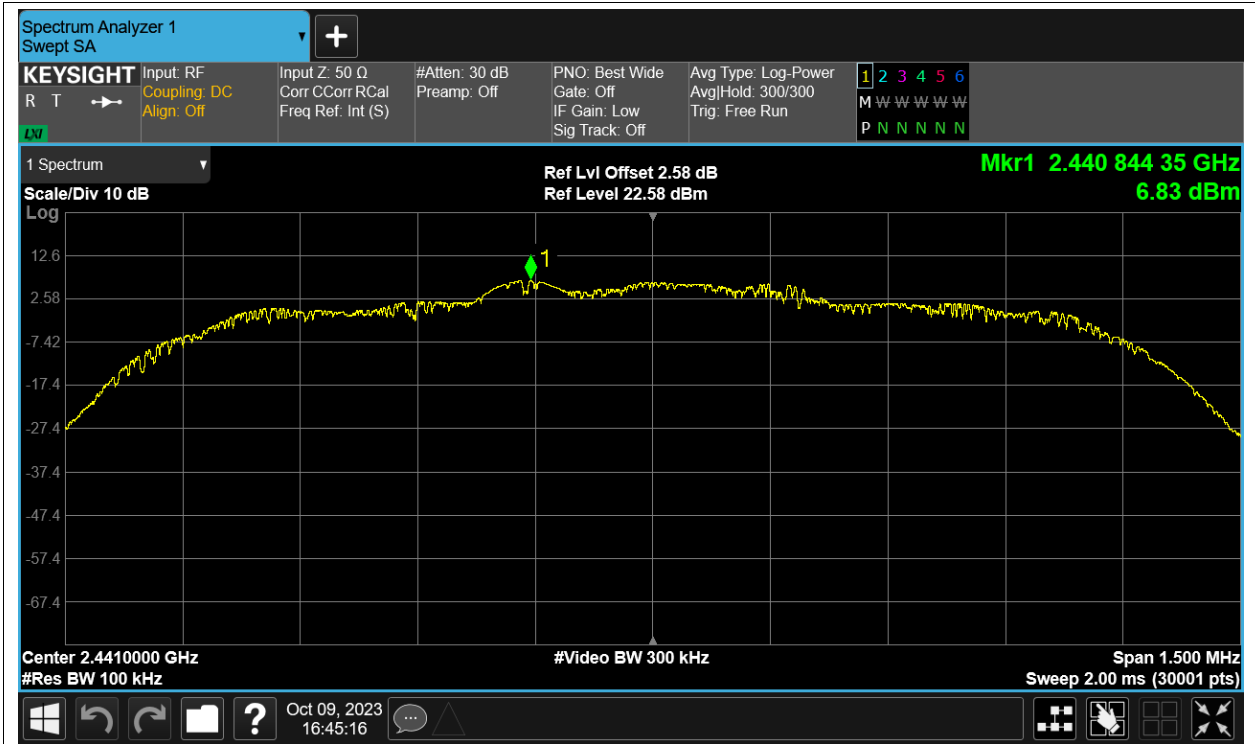 Spectrum Analyzer 1
Swept SA
KEYSIGHT
R T
LXI
Input: RF
Coupling: DC
Align: Off
Input Z: 50 Ω
Corr CCorr RCal
Freq Ref: Int (S)
#Atten: 30 dB
Preamp: Off
PNO: Best Wide
Gate: Off
IF Gain: Low
Sig Track: Off
Avg Type: Log-Power
Avg|Hold: 300/300
Trig: Free Run
1 2 3 4 5 6
M W W W W W
P N N N N N
1 Spectrum
Scale/Div 10 dB
Log
Ref Lvl Offset 2.58 dB
Ref Level 22.58 dBm
Mkr1 2.440 844 35 GHz
6.83 dBm
1
12.6
2.58
-7.42
-17.4
-27.4
-37.4
-47.4
-57.4
-67.4
Center 2.4410000 GHz
#Res BW 100 kHz
#Video BW 300 kHz
Span 1.500 MHz
Sweep 2.00 ms (30001 pts)
?
Oct 09, 2023
16:45:16